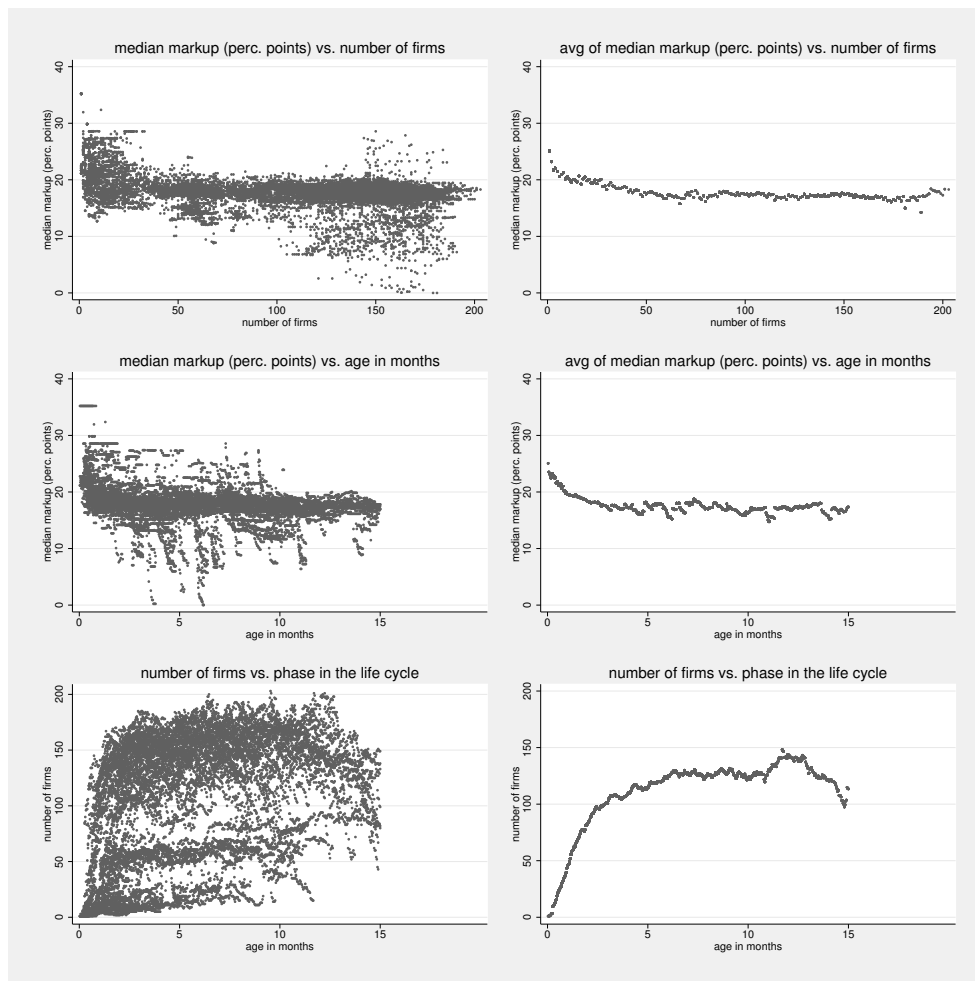 median markup (perc. points) vs. number of firms
median markup (perc. points)
40
30
20
10
0
0 50 100 150 200
number of firms
avg of median markup (perc. points) vs. number of firms
median markup (perc. points)
40
30
20
10
0
0 50 100 150 200
number of firms
median markup (perc. points) vs. age in months
median markup (perc. points)
40
30
20
10
0
0 5 10 15
age in months
avg of median markup (perc. points) vs. age in months
median markup (perc. points)
40
30
20
10
0
0 5 10 15
age in months
number of firms vs. phase in the life cycle
number of firms
200
150
100
50
0
0 5 10 15
age in months
number of firms vs. phase in the life cycle
number of firms
200
150
100
50
0
0 5 10 15
age in months